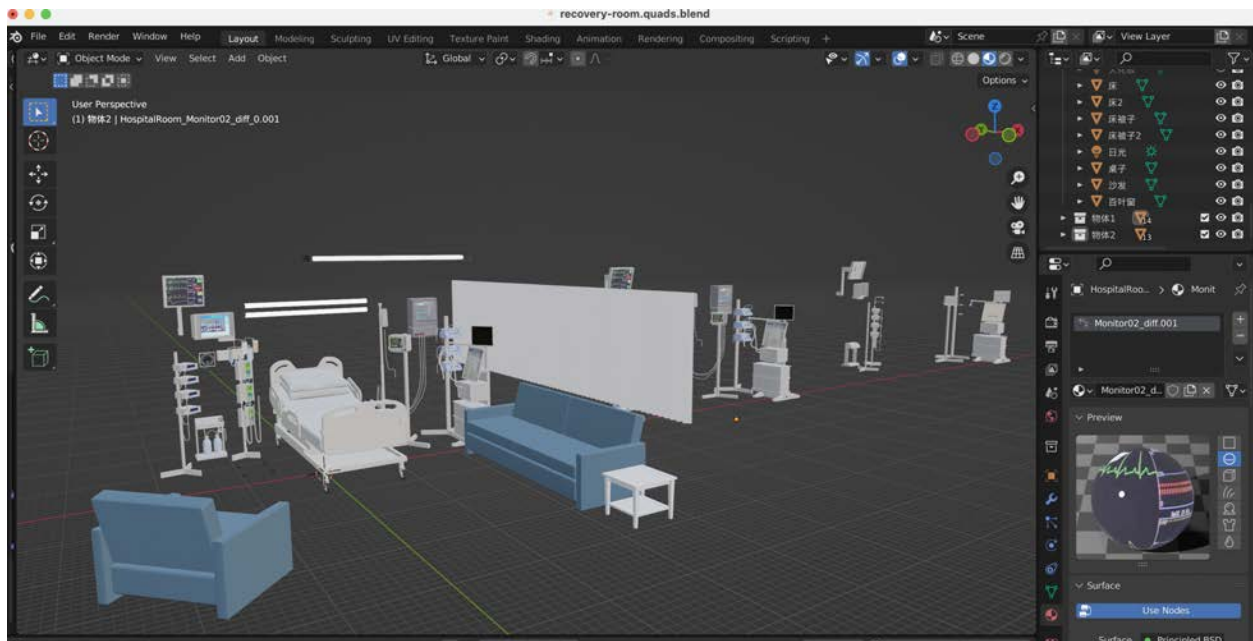 recovery-room.quads.blend
File Edit Render Window Help Layout Modeling Sculpting UV Editing Texture Paint Shading Animation Rendering Compositing Scripting + Scene View Layer
Object Mode View Select Add Object Global
Options
User Perspective
(1) 物体2 | HospitalRoom_Monitor02_diff_0.001
床
床2
床被子
床被子2
日光
桌子
沙发
百叶窗
物体1 14
物体2 13
HospitalRoo... > Monit
Monitor02_diff.001
Monitor02_d...
Preview
Surface
Use Nodes
Surface Principled BSD